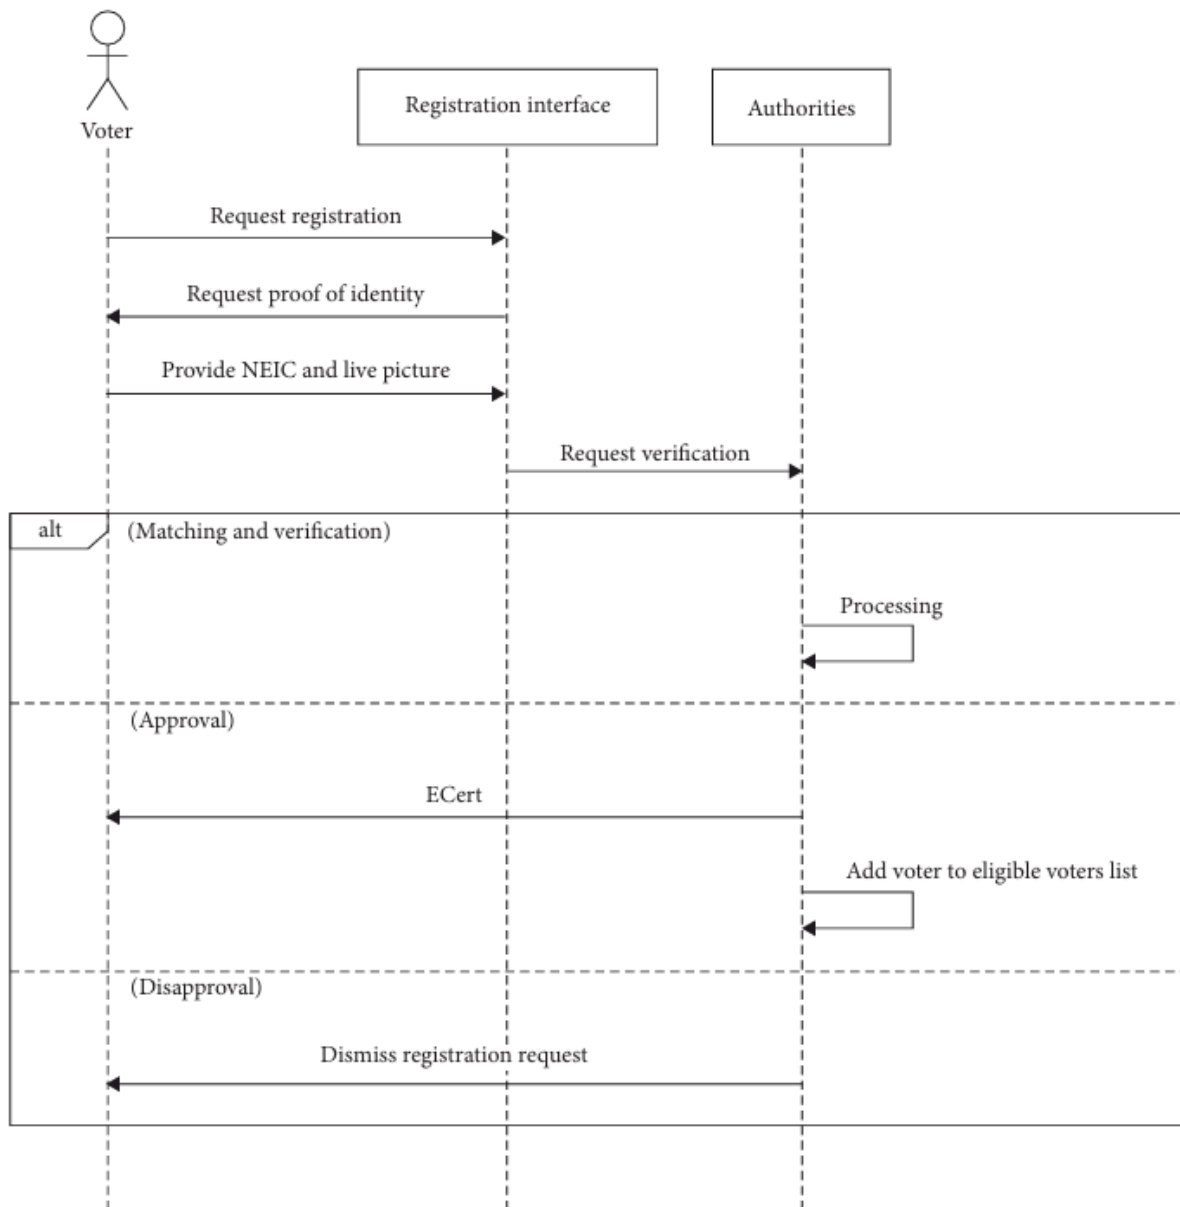 Voter
Registration interface
Authorities
Request registration
Request proof of identity
Provide NEIC and live picture
Request verification
alt
(Matching and verification)
Processing
(Approval)
ECert
Add voter to eligible voters list
(Disapproval)
Dismiss registration request